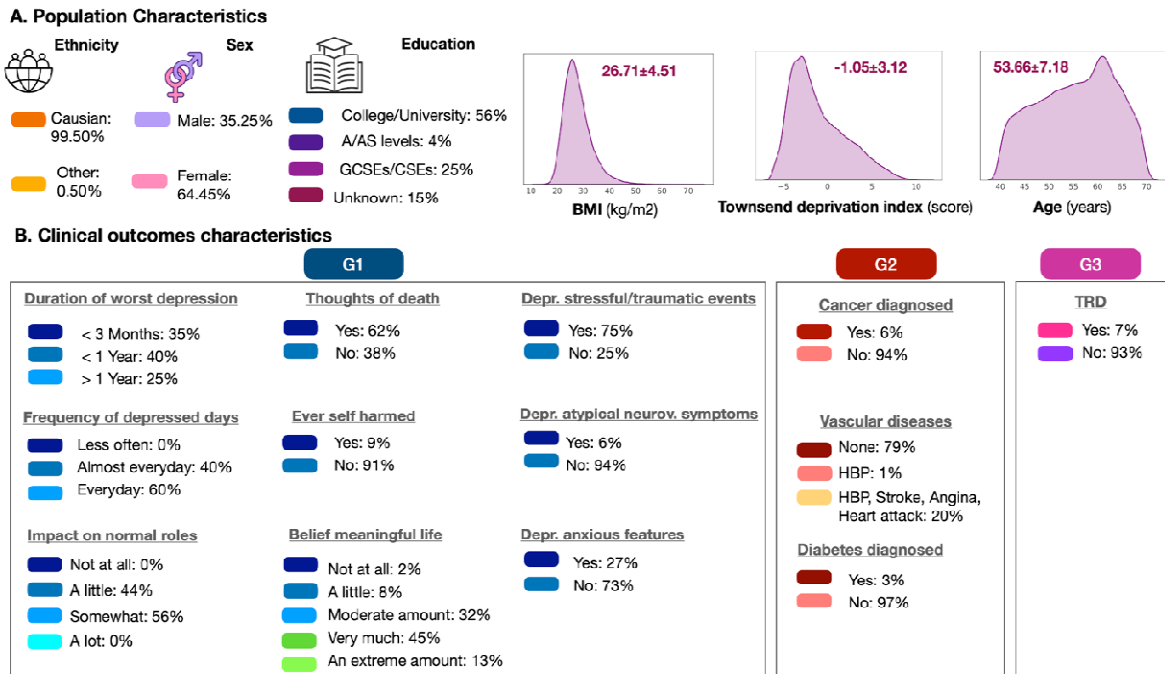 A. Population Characteristics
Ethnicity
Causian:
99.50%
Other:
0.50%
Sex
Male: 35.25%
Female:
64.45%
Education
College/University: 56%
A/AS levels: 4%
GCSEs/CSEs: 25%
Unknown: 15%
26.71±4.51
10 20 30 40 50 60 70
BMI (kg/m2)
-1.05±3.12
−5 0 5 10
Townsend deprivation index (score)
53.66±7.18
40 45 50 55 60 65 70
Age (years)
B. Clinical outcomes characteristics
G1
Duration of worst depression
< 3 Months: 35%
< 1 Year: 40%
> 1 Year: 25%
Thoughts of death
Yes: 62%
No: 38%
Depr. stressful/traumatic events
Yes: 75%
No: 25%
Frequency of depressed days
Less often: 0%
Almost everyday: 40%
Everyday: 60%
Ever self harmed
Yes: 9%
No: 91%
Depr. atypical neurov. symptoms
Yes: 6%
No: 94%
Impact on normal roles
Not at all: 0%
A little: 44%
Somewhat: 56%
A lot: 0%
Belief meaningful life
Not at all: 2%
A little: 8%
Moderate amount: 32%
Very much: 45%
An extreme amount: 13%
Depr. anxious features
Yes: 27%
No: 73%
G2
Cancer diagnosed
Yes: 6%
No: 94%
Vascular diseases
None: 79%
HBP: 1%
HBP, Stroke, Angina,
Heart attack: 20%
Diabetes diagnosed
Yes: 3%
No: 97%
G3
TRD
Yes: 7%
No: 93%